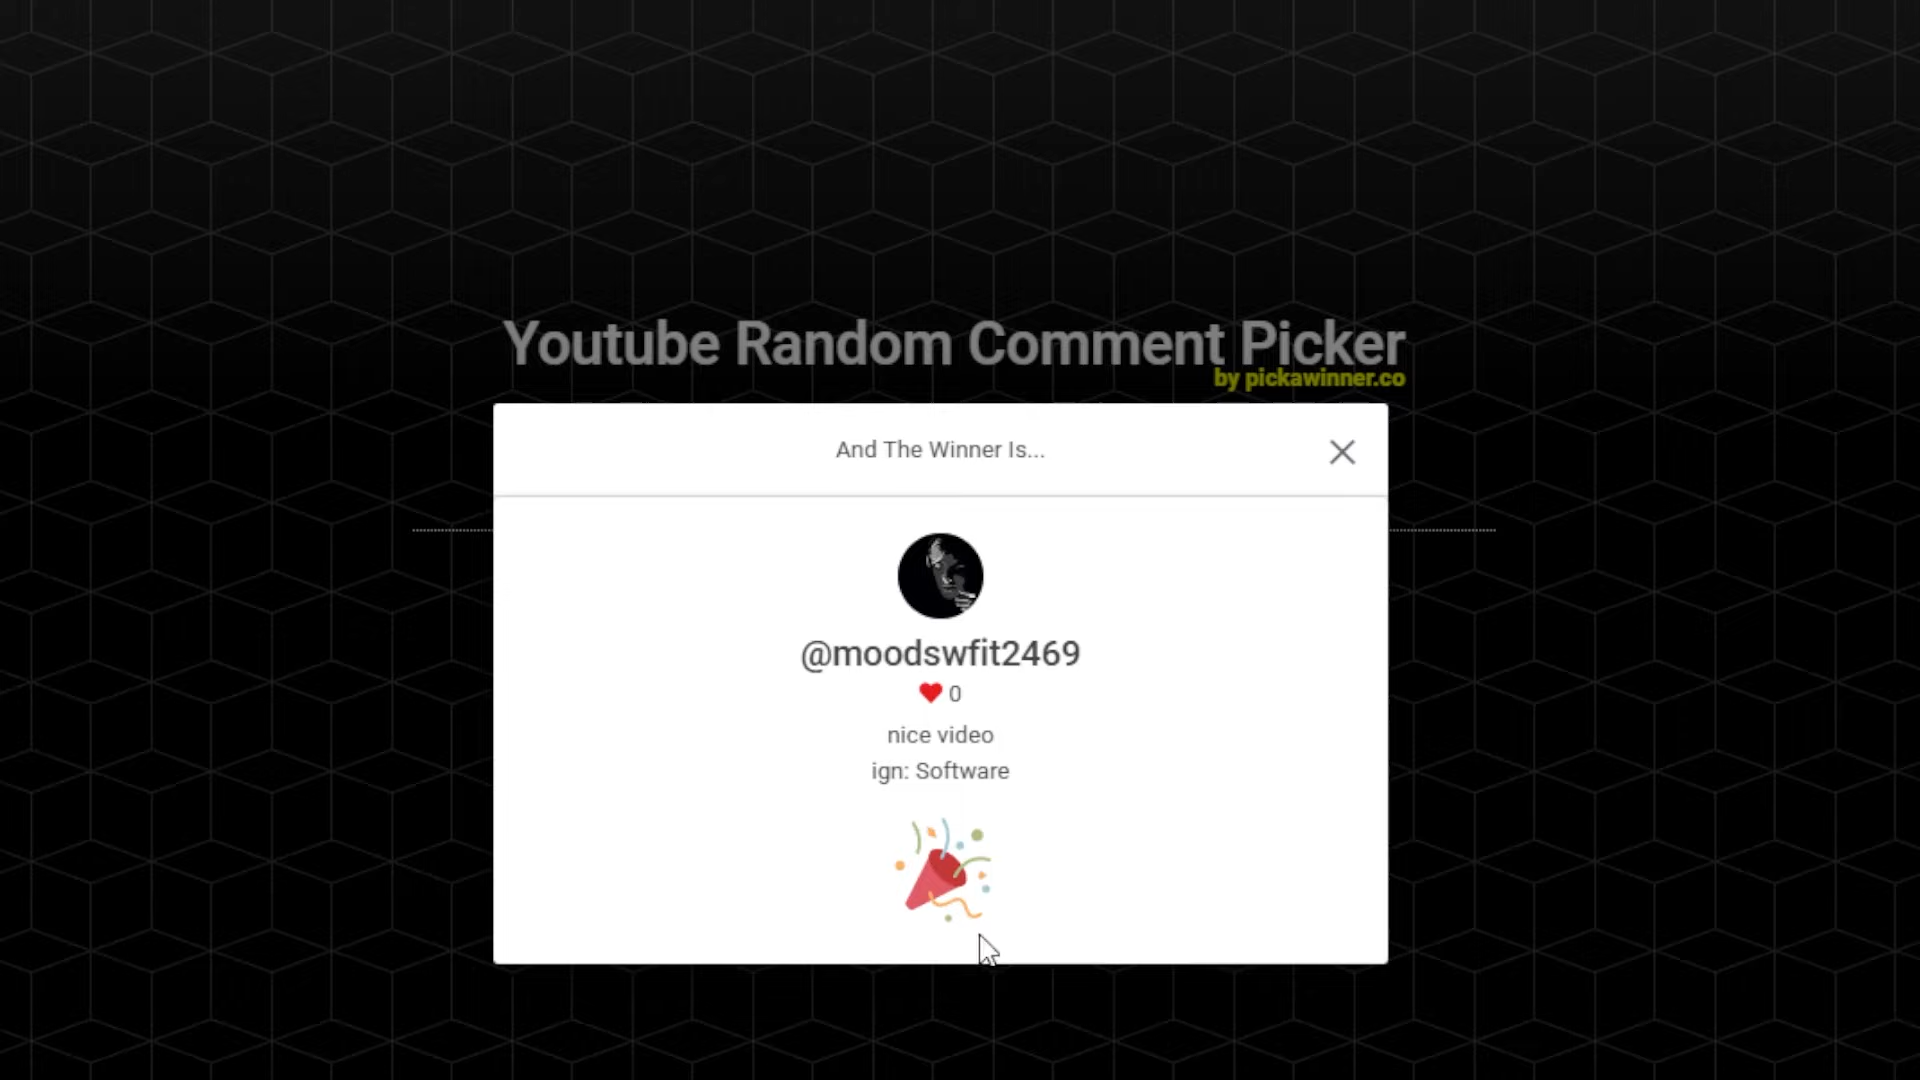 Youtube Random Comment Picker
by pickawinner.co
And The Winner Is...
@moodswfit2469
0
nice video
ign: Software